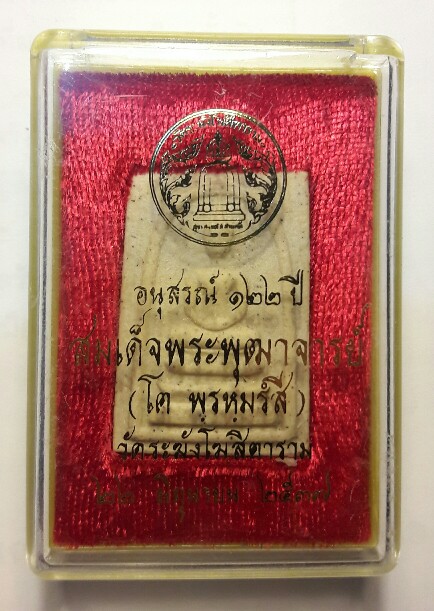 อนุสรณ์ ๑๒๒ ปี
สมเด็จพระพุฒาจารย์
(โต พรหมรังสี)
วัดระฆังโฆสิตาราม
๒๒ มิถุนายน ๒๕๓๗